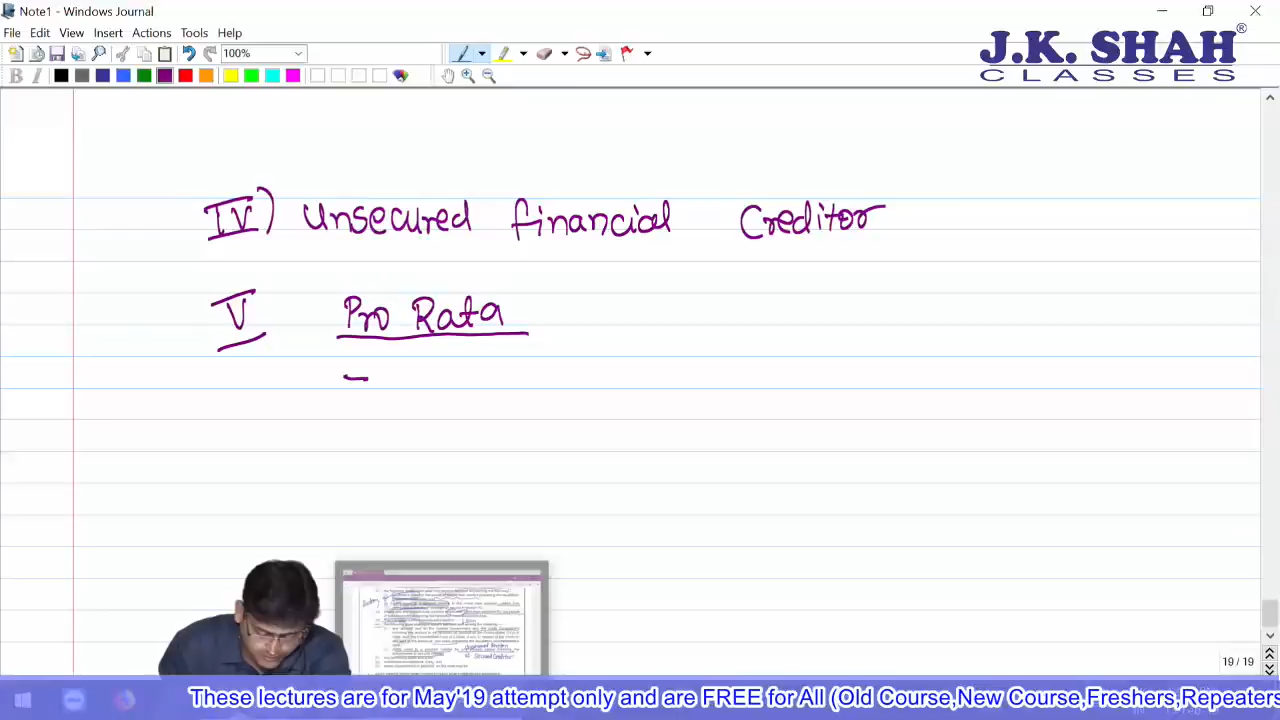 Note1 - Windows Journal
File Edit View Insert Actions Tools Help
100%
B I
J.K. SHAH®
CLASSES
IV) Unsecured financial Creditor
V Pro Rata
-
19 / 19
These lectures are for May'19 attempt only and are FREE for All (Old Course,New Course,Freshers,Repeaters